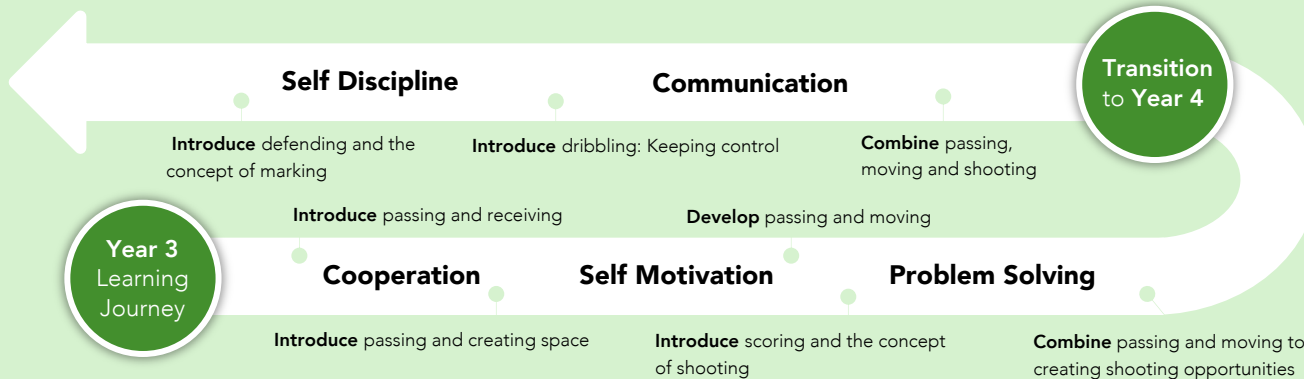 Self Discipline
Communication
Transition
to Year 4
Introduce defending and the
concept of marking
Introduce dribbling: Keeping control
Combine passing,
moving and shooting
Introduce passing and receiving
Develop passing and moving
Year 3
Learning
Journey
Cooperation
Self Motivation
Problem Solving
Introduce passing and creating space
Introduce scoring and the concept
of shooting
Combine passing and moving to
creating shooting opportunities